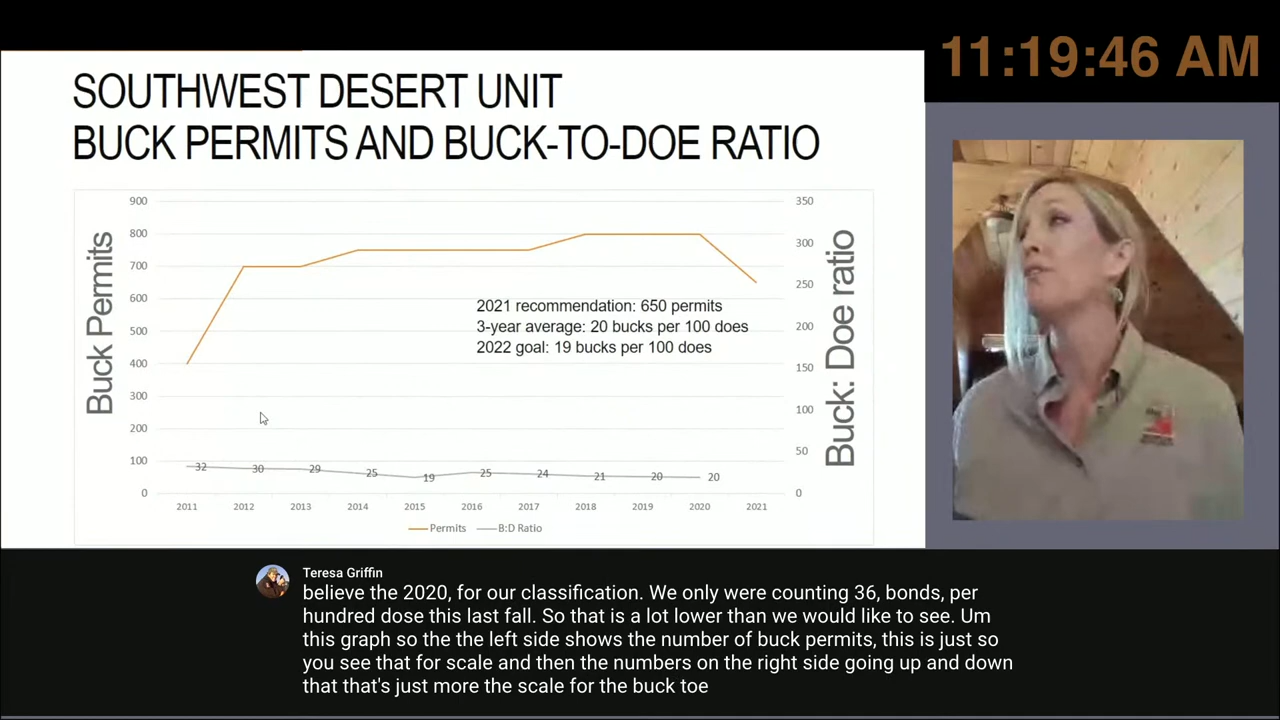 11:19:46 AM
SOUTHWEST DESERT UNIT
BUCK PERMITS AND BUCK-TO-DOE RATIO
Buck Permits
900
800
700
600
500
400
300
200
100
0
2021 recommendation: 650 permits
3-year average: 20 bucks per 100 does
2022 goal: 19 bucks per 100 does
32 30 29 25 19 25 24 21 20 20
350
300
250
200
150
100
50
0
Buck: Doe ratio
2011 2012 2013 2014 2015 2016 2017 2018 2019 2020 2021
Permits B:D Ratio
Teresa Griffin
believe the 2020, for our classification. We only were counting 36, bonds, per
hundred dose this last fall. So that is a lot lower than we would like to see. Um
this graph so the the left side shows the number of buck permits, this is just so
you see that for scale and then the numbers on the right side going up and down
that that's just more the scale for the buck toe